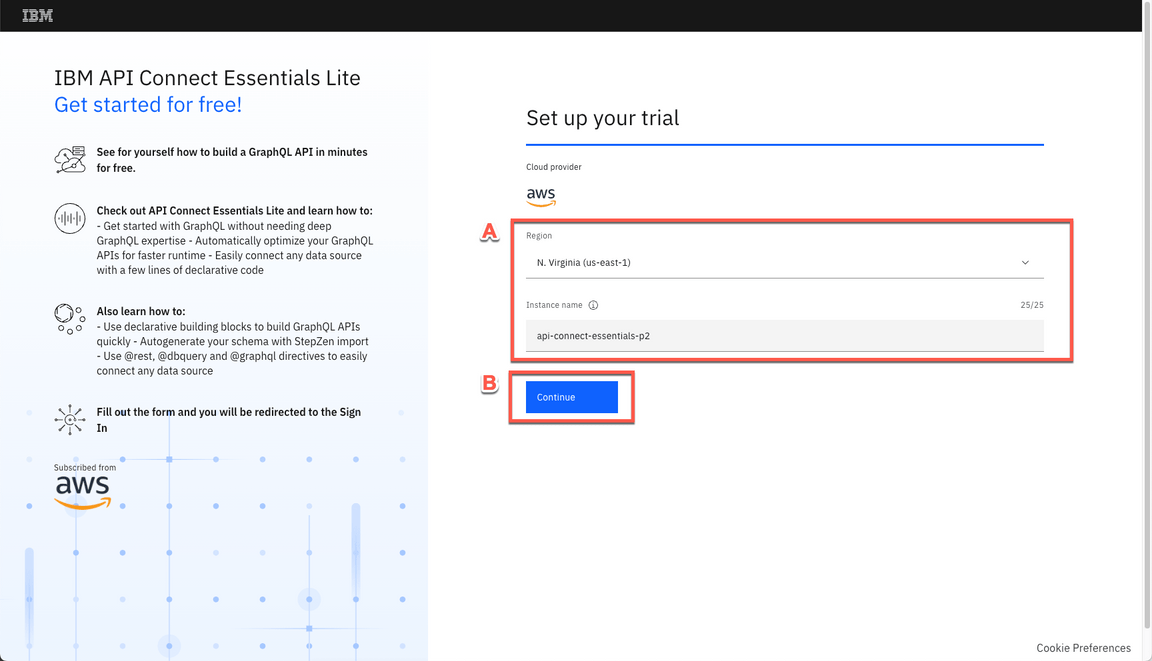 IBM
IBM API Connect Essentials Lite
Get started for free!
See for yourself how to build a GraphQL API in minutes
for free.
Check out API Connect Essentials Lite and learn how to:
- Get started with GraphQL without needing deep
GraphQL expertise - Automatically optimize your GraphQL
APIs for faster runtime - Easily connect any data source
with a few lines of declarative code
Also learn how to:
- Use declarative building blocks to build GraphQL APIs
quickly - Autogenerate your schema with StepZen import
- Use @rest, @dbquery and @graphql directives to easily
connect any data source
Fill out the form and you will be redirected to the Sign
In
Subscribed from
aws
Set up your trial
Cloud provider
aws
A
Region
N. Virginia (us-east-1)
Instance name 25/25
api-connect-essentials-p2
B
Continue
Cookie Preferences